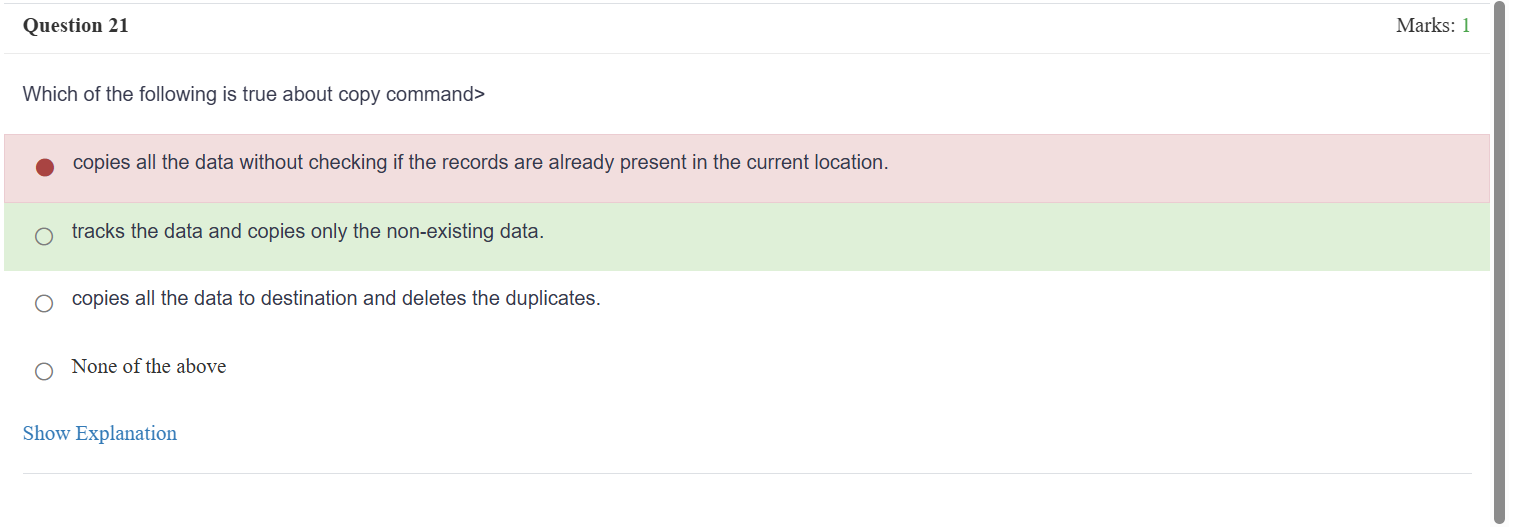 Question 21
Marks: 1
Which of the following is true about copy command>
copies all the data without checking if the records are already present in the current location.
tracks the data and copies only the non-existing data.
copies all the data to destination and deletes the duplicates.
None of the above
Show Explanation